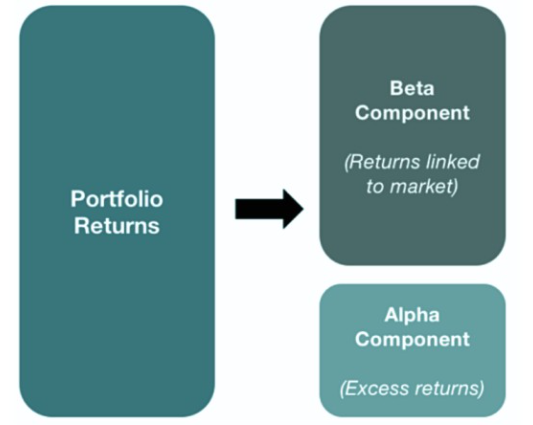 Portfolio
Returns
Beta
Component
(Returns linked
to market)
Alpha
Component
(Excess returns)